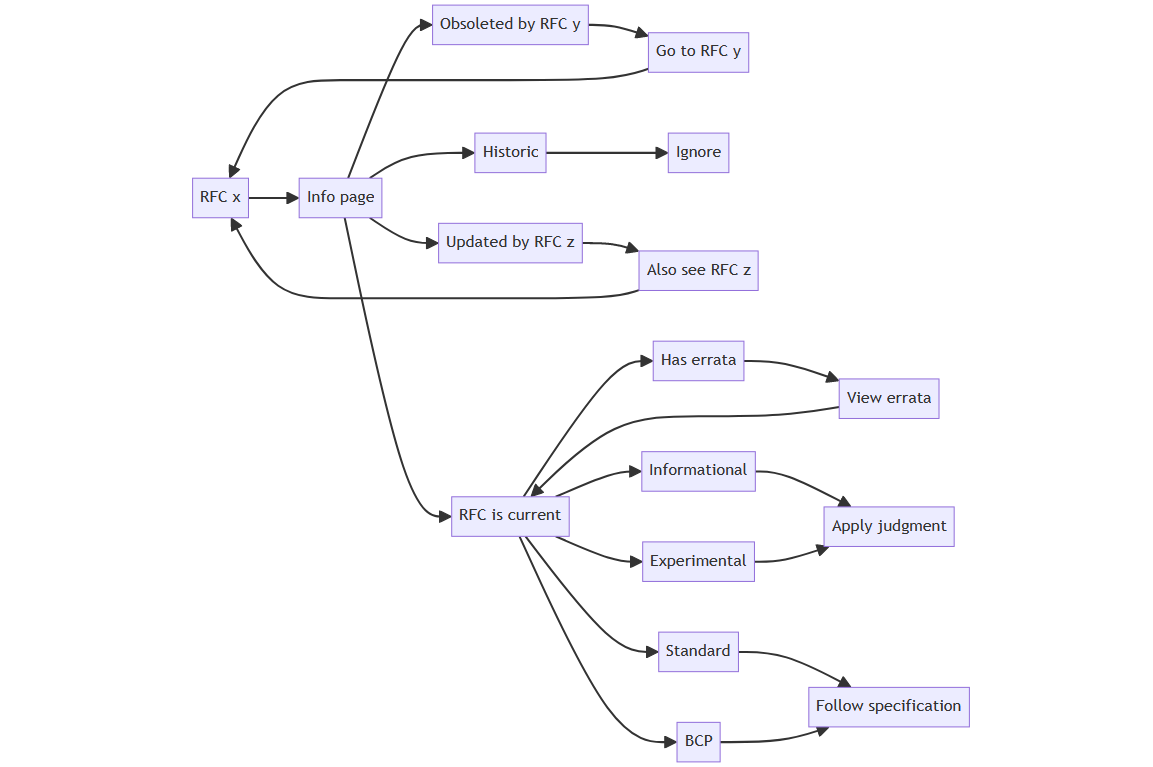 Obsoleted by RFC y
Go to RFC y
Historic
Ignore
RFC x
Info page
Updated by RFC z
Also see RFC z
Has errata
View errata
Informational
RFC is current
Apply judgment
Experimental
Standard
Follow specification
BCP